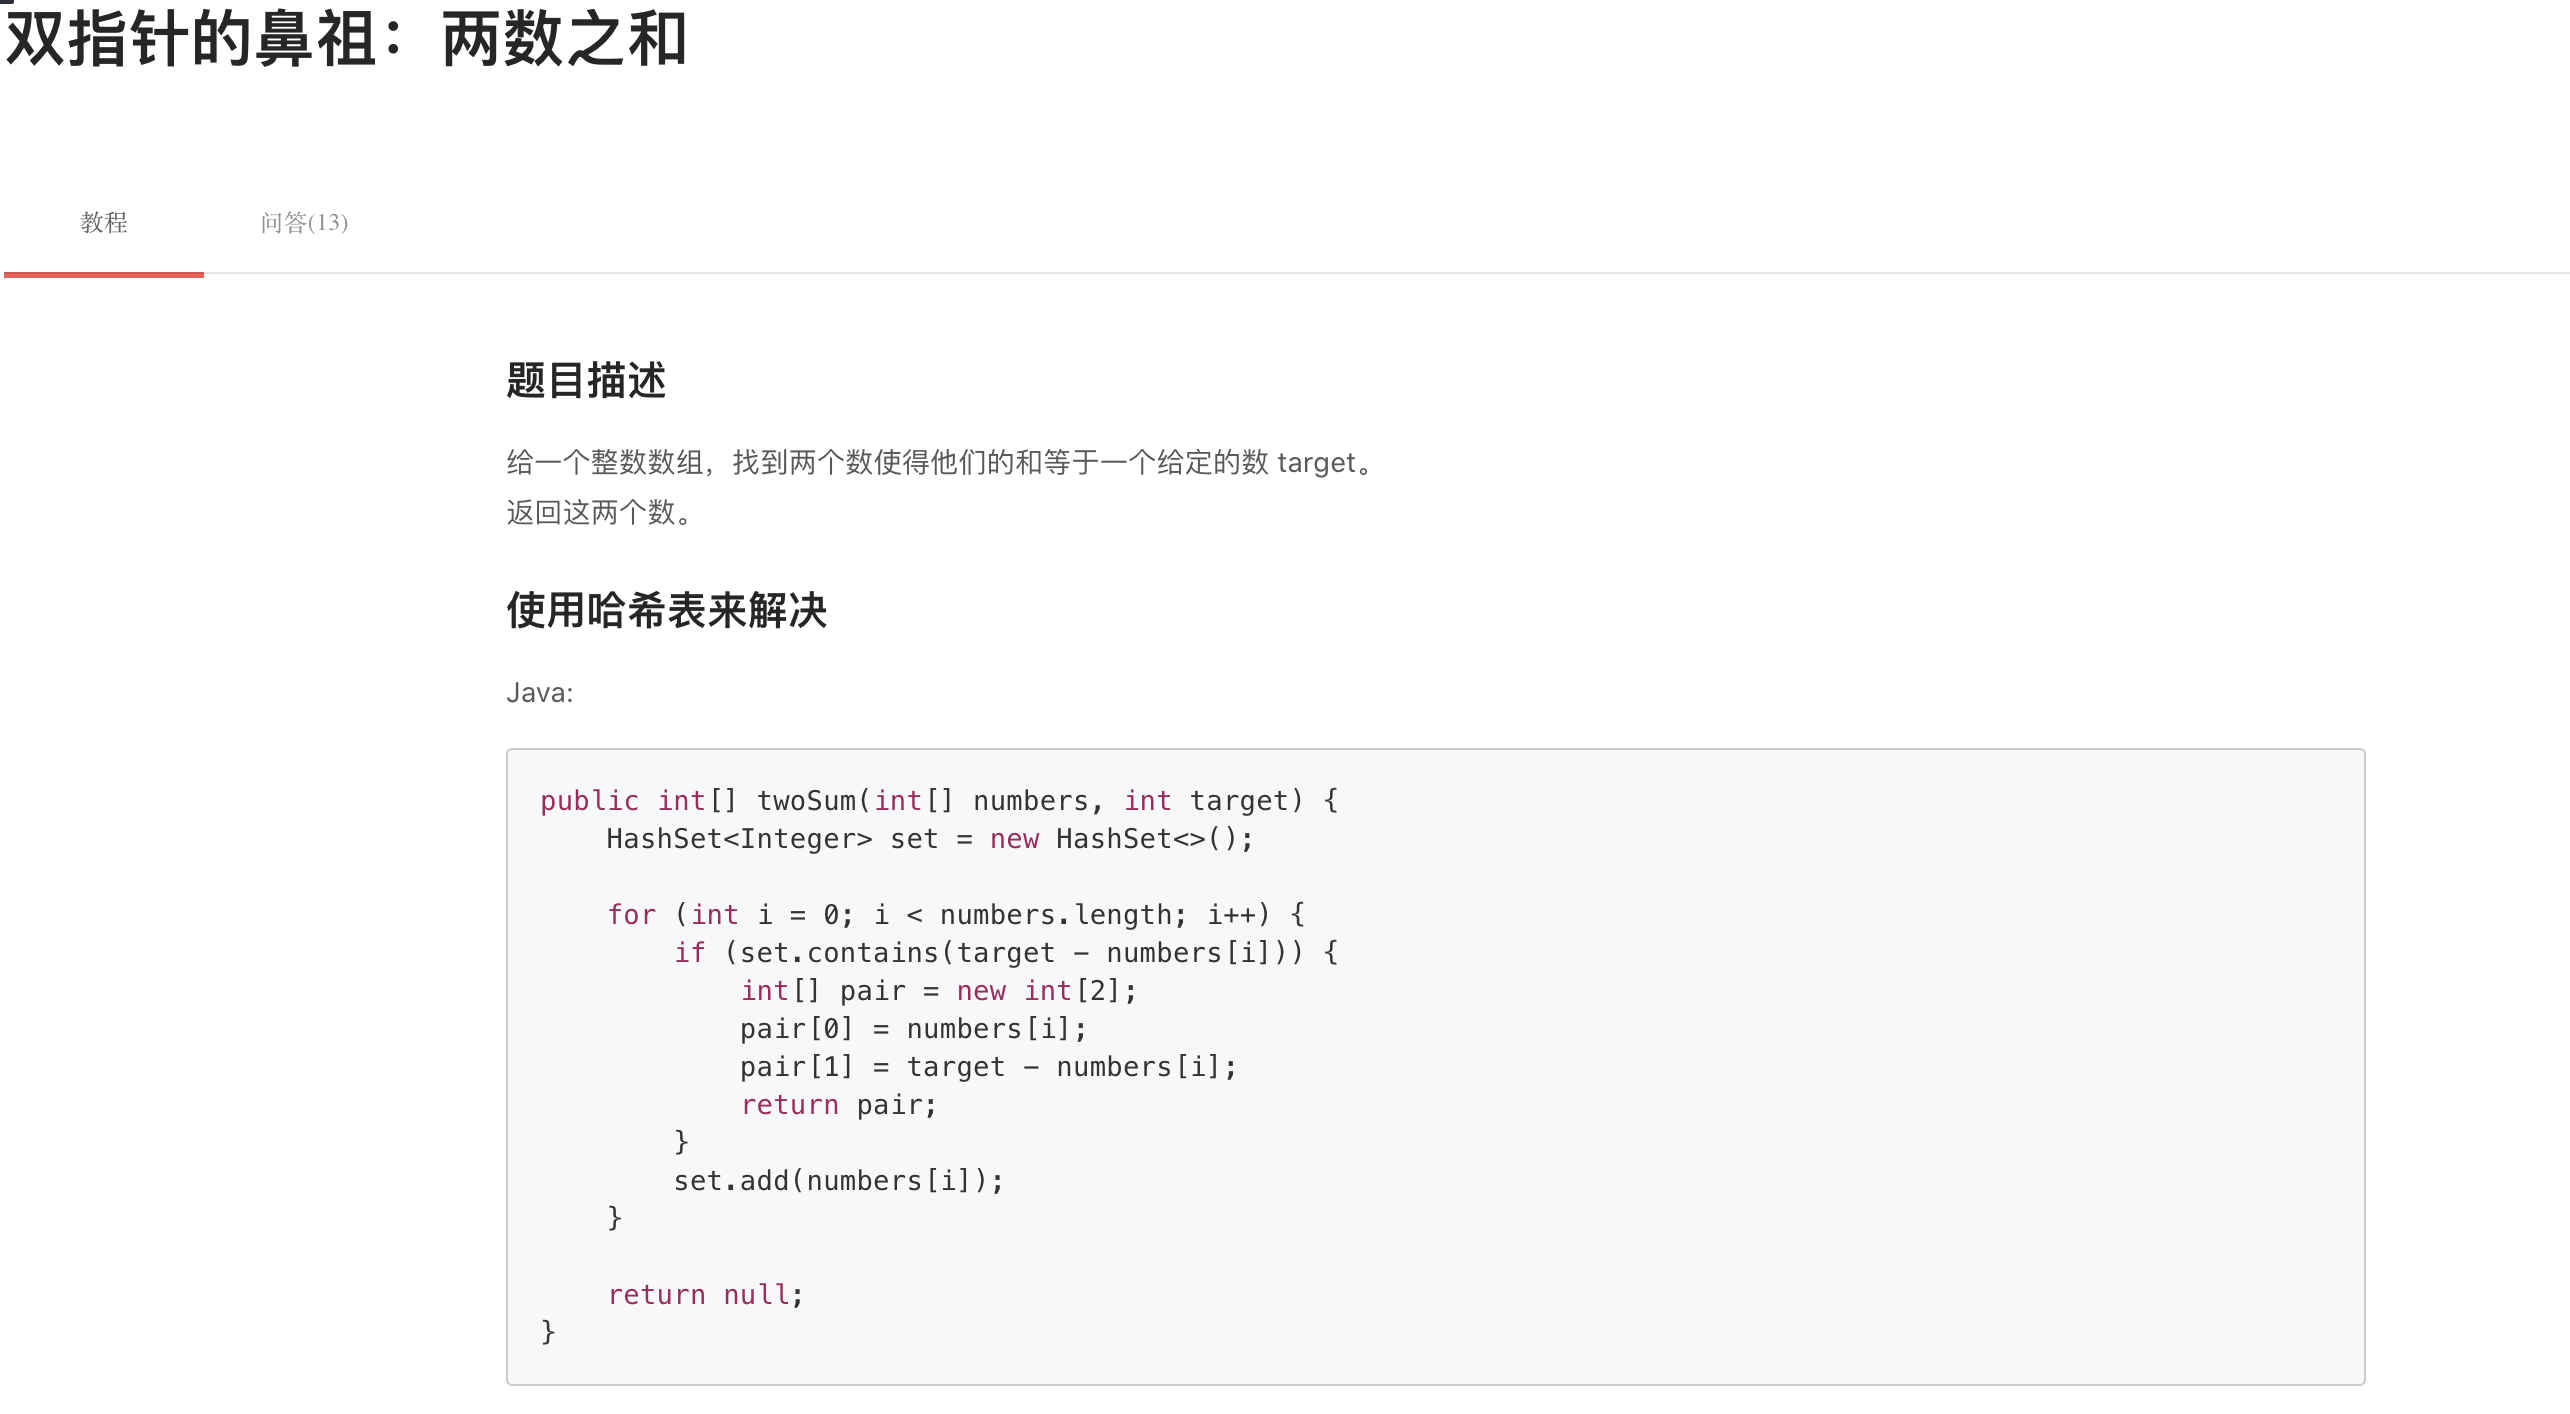 双指针的鼻祖：两数之和
教程
问答(13)
题目描述
给一个整数数组，找到两个数使得他们的和等于一个给定的数 target。
返回这两个数。
使用哈希表来解决
Java:
public int[] twoSum(int[] numbers, int target) {
    HashSet<Integer> set = new HashSet<>();
    for (int i = 0; i < numbers.length; i++) {
        if (set.contains(target - numbers[i])) {
            int[] pair = new int[2];
            pair[0] = numbers[i];
            pair[1] = target - numbers[i];
            return pair;
        }
        set.add(numbers[i]);
    }
    return null;
}